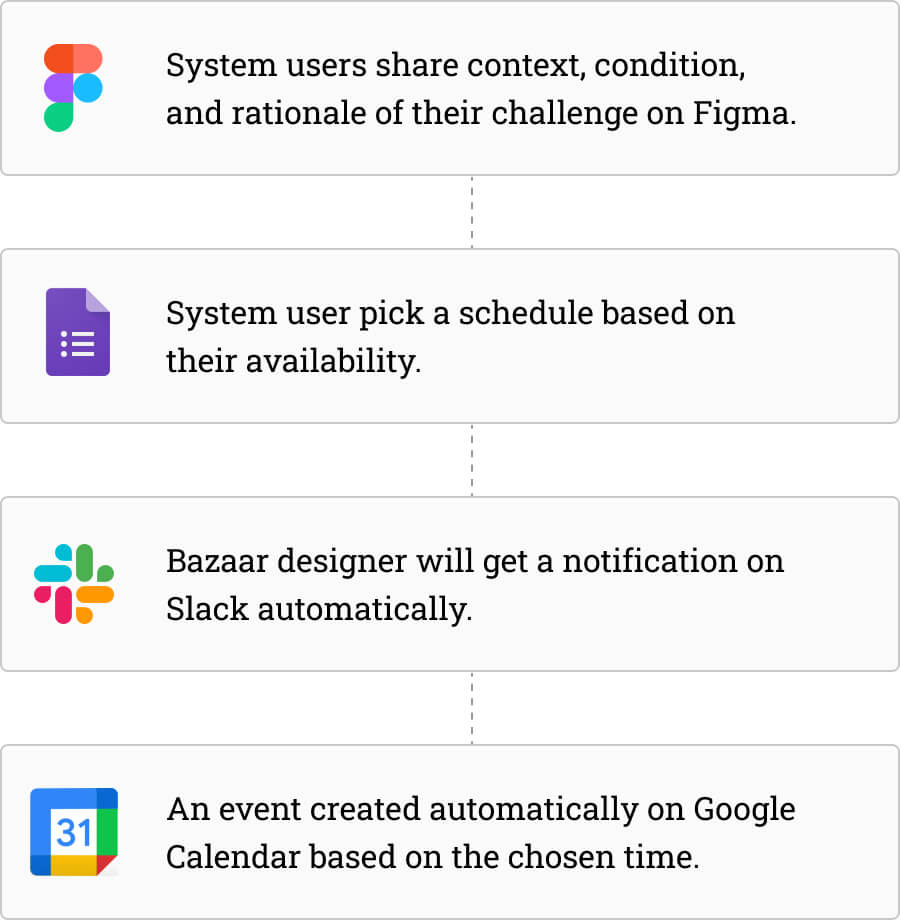 System users share context, condition,
and rationale of their challenge on Figma.
System user pick a schedule based on
their availability.
Bazaar designer will get a notification on
Slack automatically.
31
An event created automatically on Google
Calendar based on the chosen time.